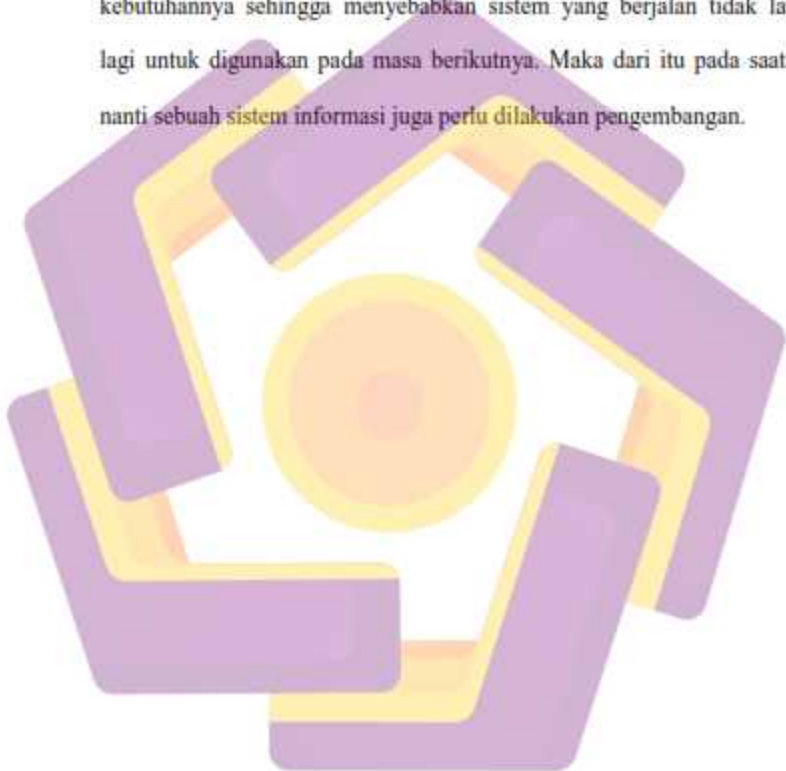 kebutuhannya sehingga menyebabkan sistem yang berjalan tidak la
lagi untuk digunakan pada masa berikutnya. Maka dari itu pada saat
nanti sebuah sistem informasi juga perlu dilakukan pengembangan.